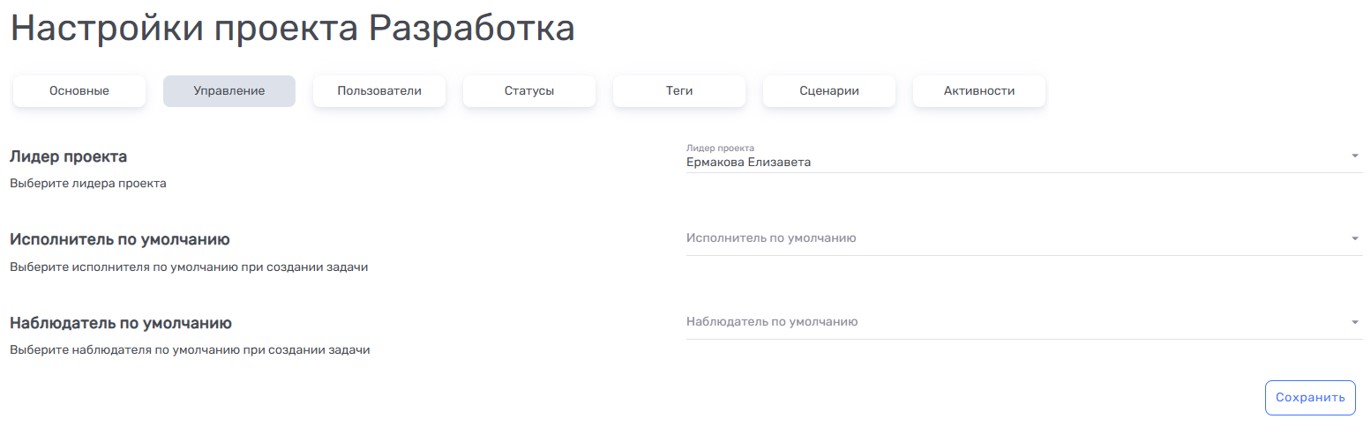 Настройки проекта Разработка
Основные
Управление
Пользователи
Статусы
Теги
Сценарии
Активности
Лидер проекта
Выберите лидера проекта
Лидер проекта
Ермакова Елизавета
Исполнитель по умолчанию
Выберите исполнителя по умолчанию при создании задачи
Исполнитель по умолчанию
Наблюдатель по умолчанию
Выберите наблюдателя по умолчанию при создании задачи
Наблюдатель по умолчанию
Сохранить